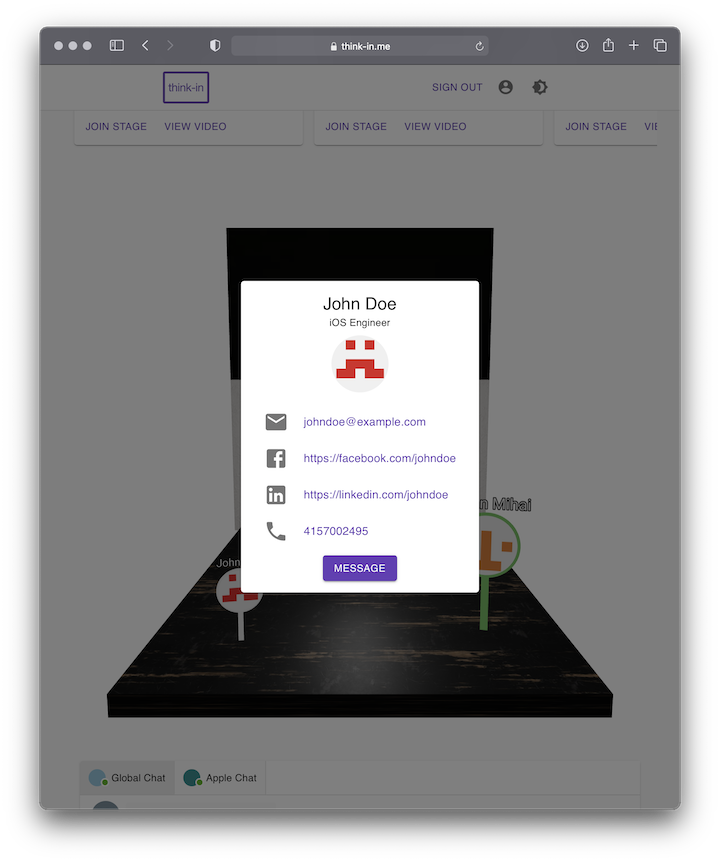 think-in.me
think-in
SIGN OUT
JOIN STAGE VIEW VIDEO
JOIN STAGE VIEW VIDEO
JOIN STAGE
John Doe
iOS Engineer
johndoe@example.com
https://facebook.com/johndoe
https://linkedin.com/johndoe
4157002495
MESSAGE
Mihai
John
Global Chat
Apple Chat